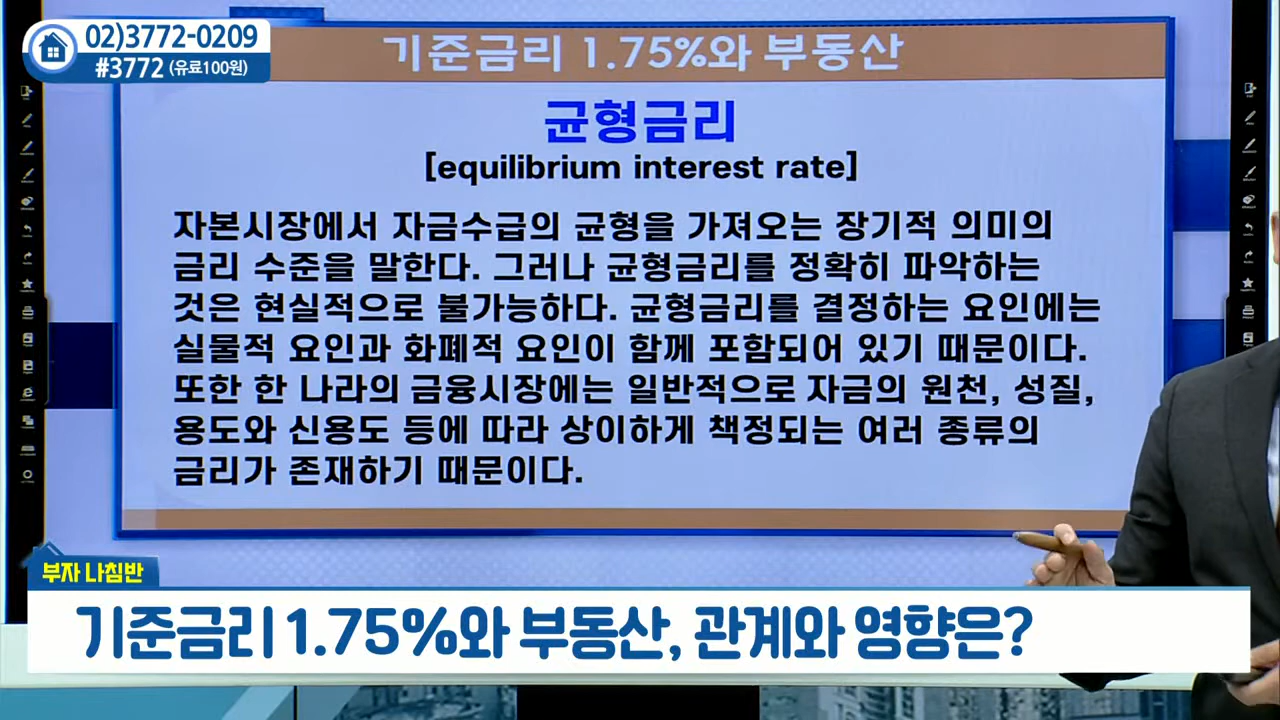 02)3772-0209
#3772 (유료100원)
기준금리 1.75%와 부동산
균형금리
[equilibrium interest rate]
자본시장에서 자금수급의 균형을 가져오는 장기적 의미의
금리 수준을 말한다. 그러나 균형금리를 정확히 파악하는
것은 현실적으로 불가능하다. 균형금리를 결정하는 요인에는
실물적 요인과 화폐적 요인이 함께 포함되어 있기 때문이다.
또한 한 나라의 금융시장에는 일반적으로 자금의 원천, 성질,
용도와 신용도 등에 따라 상이하게 책정되는 여러 종류의
금리가 존재하기 때문이다.
부자 나침반
기준금리 1.75%와 부동산, 관계와 영향은?